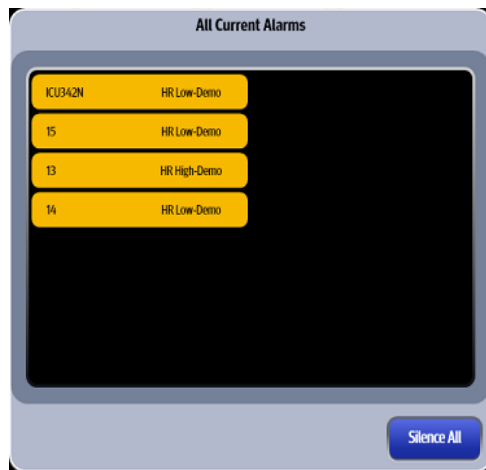 All Current Alarms
ICU342N HR Low-Demo
15 HR Low-Demo
13 HR High-Demo
14 HR Low-Demo
Silence All